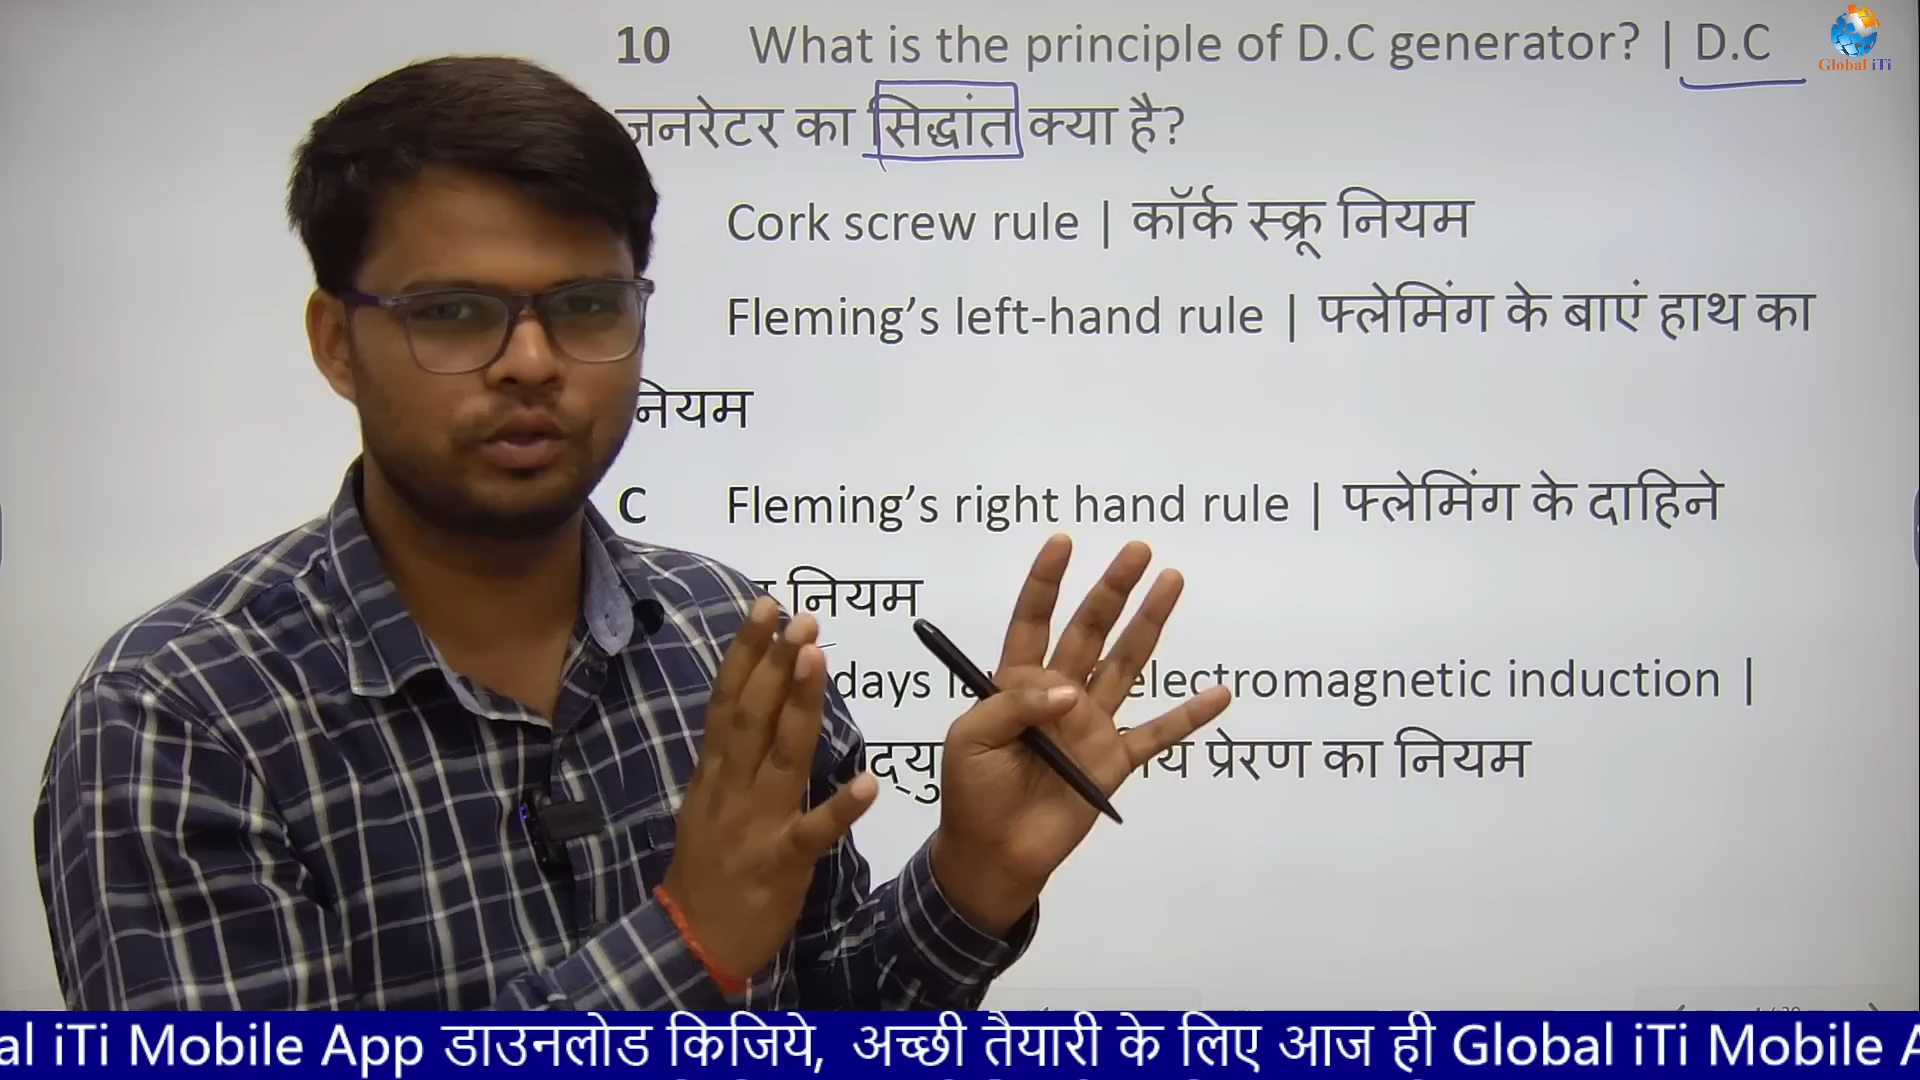 10 What is the principle of D.C generator? | D.C
Global iTi
जनरेटर का सिद्धांत क्या है?
Cork screw rule | कॉर्क स्क्रू नियम
Fleming’s left-hand rule | फ्लेमिंग के बाएं हाथ का
नियम
C Fleming’s right hand rule | फ्लेमिंग के दाहिने
नियम
electromagnetic induction |
प्रेरण का नियम
al iTi Mobile App डाउनलोड किजिये, अच्छी तैयारी के लिए आज ही Global iTi Mobile A